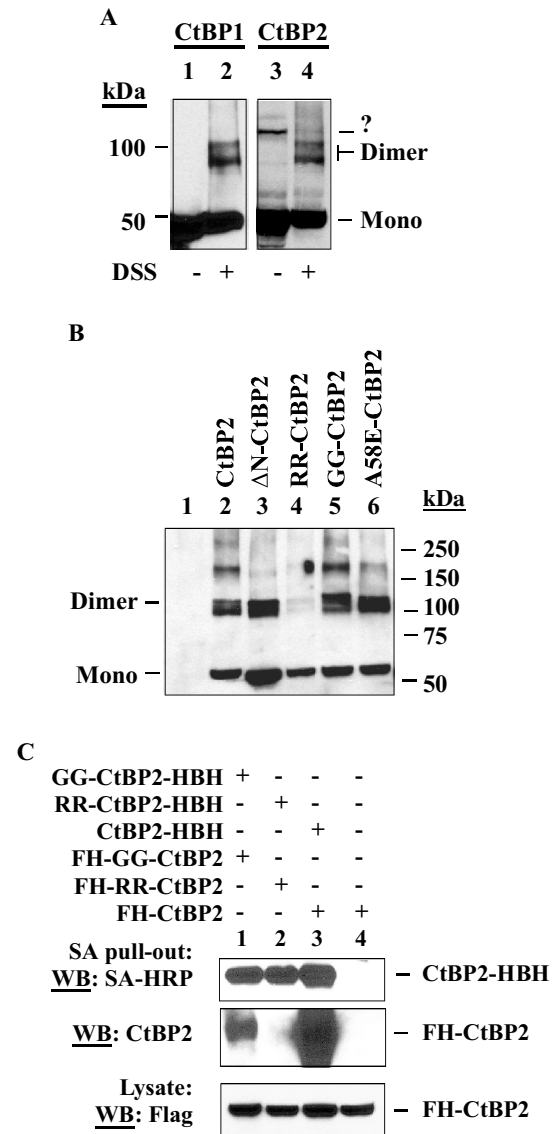 A
CtBP1 CtBP2
1 2 3 4
kDa
?
100 Dimer
50 Mono
DSS - + - +
B
CtBP2
ΔN-CtBP2
RR-CtBP2
GG-CtBP2
A58E-CtBP2
1 2 3 4 5 6 kDa
250
150
Dimer 100
75
Mono 50
C
GG-CtBP2-HBH + - - -
RR-CtBP2-HBH - + - -
CtBP2-HBH - - + -
FH-GG-CtBP2 + - - -
FH-RR-CtBP2 - + - -
FH-CtBP2 - - + +
1 2 3 4
SA pull-out:
WB: SA-HRP CtBP2-HBH
WB: CtBP2 FH-CtBP2
Lysate:
WB: Flag FH-CtBP2